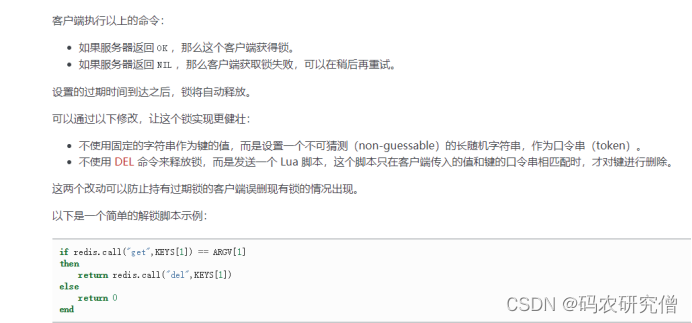 客户端执行以上的命令：
• 如果服务器返回 OK ，那么这个客户端获得锁。
• 如果服务器返回 NIL ，那么客户端获取锁失败，可以在稍后再重试。
设置的过期时间到达之后，锁将自动释放。
可以通过以下修改，让这个锁实现更健壮：
• 不使用固定的字符串作为键的值，而是设置一个不可猜测（non-guessable）的长随机字符串，作为口令串（token）。
• 不使用 DEL 命令来释放锁，而是发送一个 Lua 脚本，这个脚本只在客户端传入的值和键的口令串相匹配时，才对键进行删除。
这两个改动可以防止持有过期锁的客户端误删现有锁的情况出现。
以下是一个简单的解锁脚本示例：
if redis.call("get",KEYS[1]) == ARGV[1]
then
    return redis.call("del",KEYS[1])
else
    return 0
end
CSDN @码农研究僧